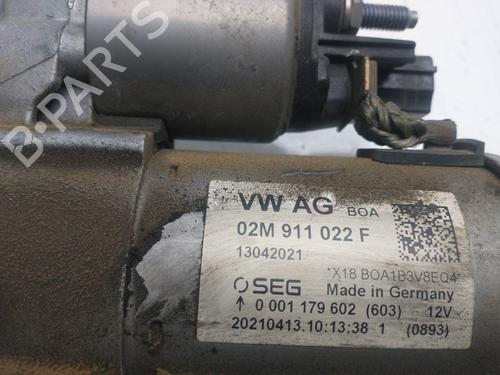 B-PARTS
VW AG BOA
02M 911 022 F
13042021
*X18 BOA1B3V8EQ4*
SEG Made in Germany
↑ 0 001 179 602 (603) 12V
20210413.10:13:38 1 (0893)